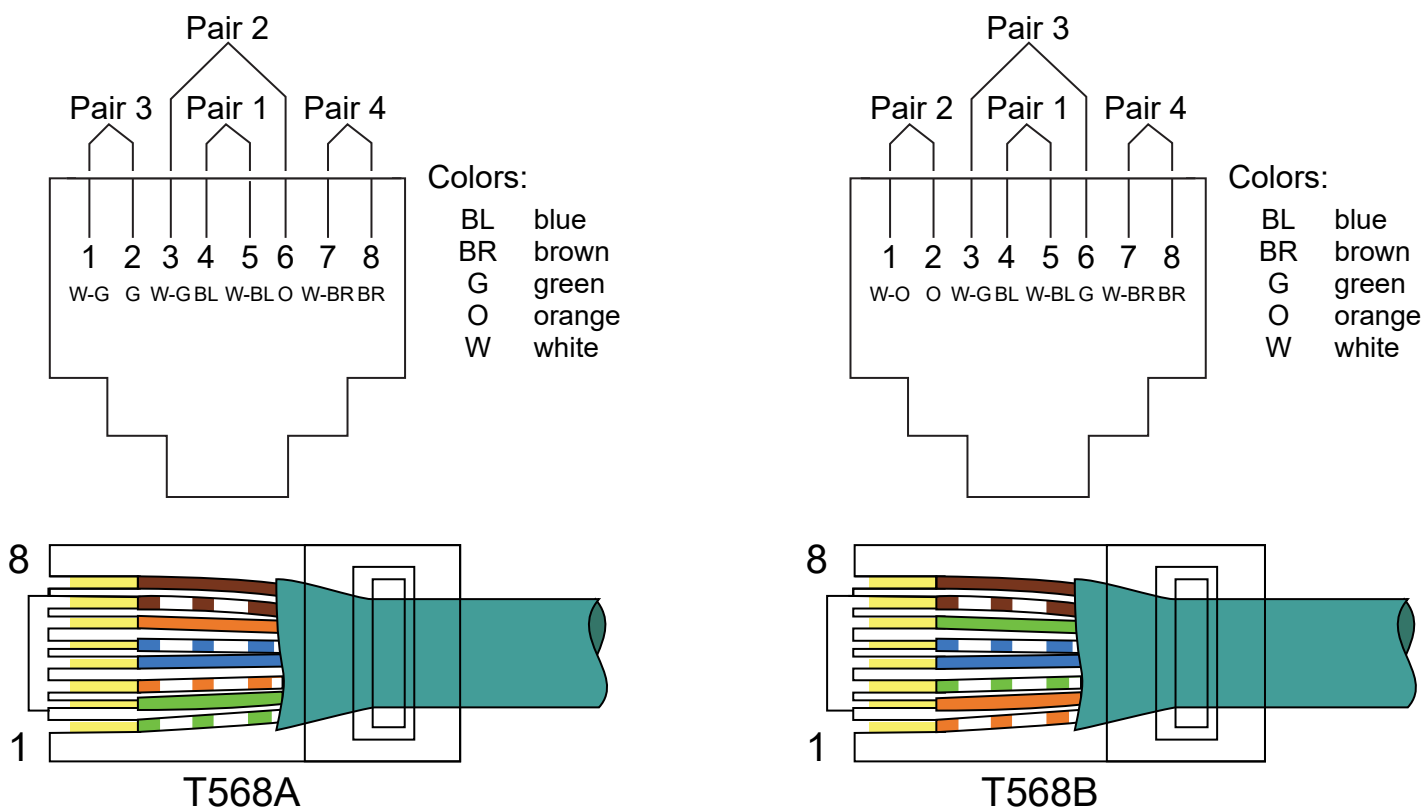 Pair 2
Pair 3 Pair 1 Pair 4
Colors:
BL blue
BR brown
G green
O orange
W white
1 2 3 4 5 6 7 8
W-G G W-G BL W-BL O W-BR BR
8
1
T568A
Pair 3
Pair 2 Pair 1 Pair 4
Colors:
BL blue
BR brown
G green
O orange
W white
1 2 3 4 5 6 7 8
W-O O W-G BL W-BL G W-BR BR
8
1
T568B